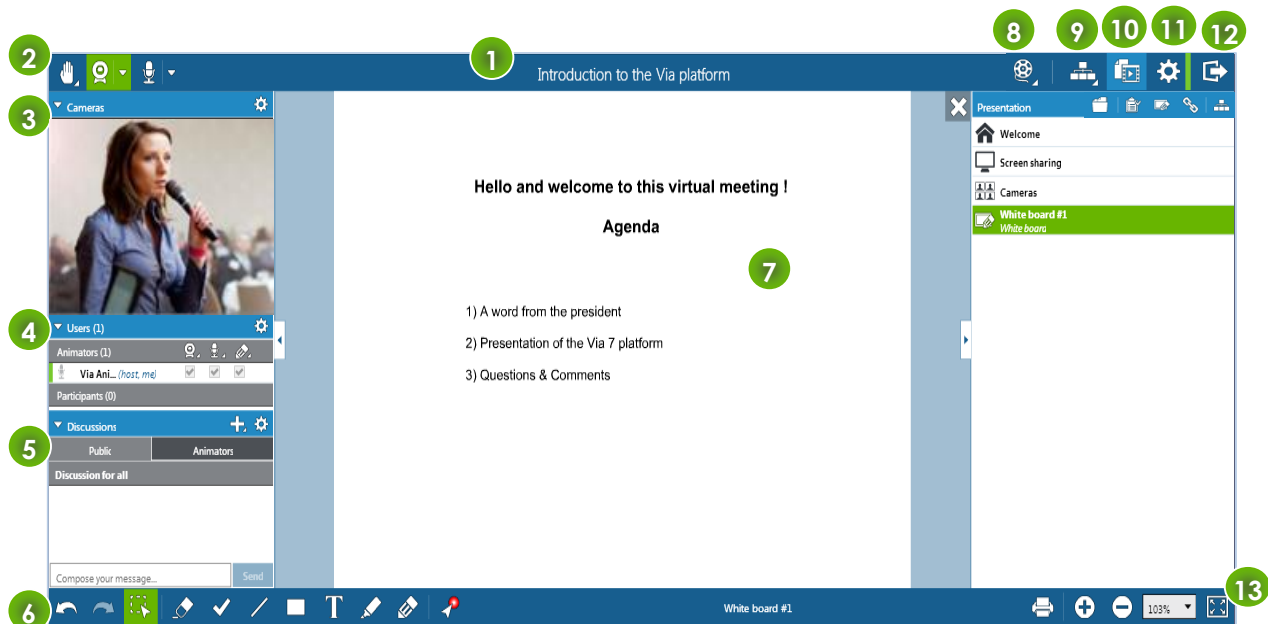 8
9
10
11
12
2
1
Introduction to the Via platform
3
Cameras
Presentation
Welcome
Screen sharing
Cameras
White board #1
White board
Hello and welcome to this virtual meeting !
Agenda
7
1) A word from the president
2) Presentation of the Via 7 platform
3) Questions & Comments
4
Users (1)
Animators (1)
Via Ani... (host, me)
Participants (0)
5
Discussions
Public
Animators
Discussion for all
Compose your message...
Send
6
T
White board #1
103%
13